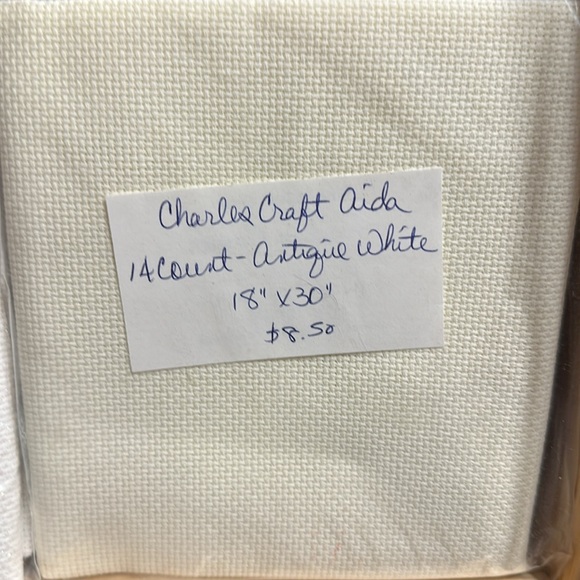 Charles Craft Aida
14 Count - Antique White
18" x 30"
$8.50